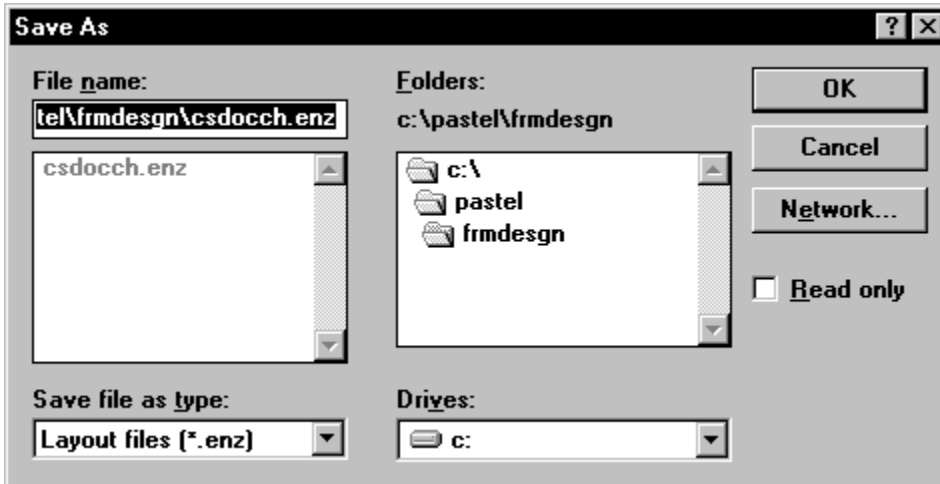 Save As
File name:
tel\frmdesgn\csdocch.enz
csdocch.enz
Save file as type:
Layout files (*.enz)
Folders:
c:\pastel\frmdesgn
c:\
pastel
frmdesgn
Drives:
c:
OK
Cancel
Network...
Read only